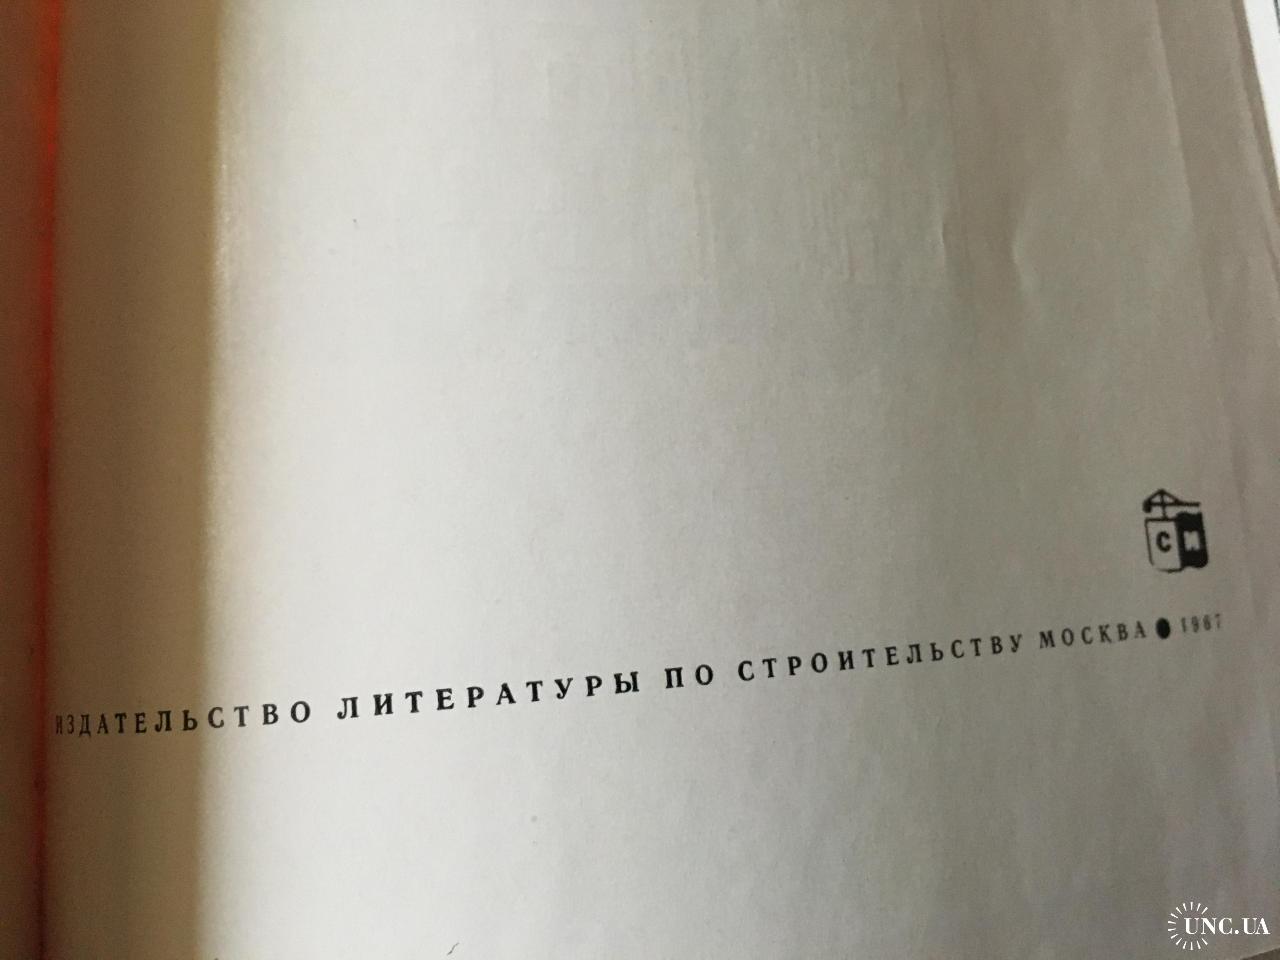 С И
ИЗДАТЕЛЬСТВО ЛИТЕРАТУРЫ ПО СТРОИТЕЛЬСТВУ МОСКВА ● 1967
UNC.UA